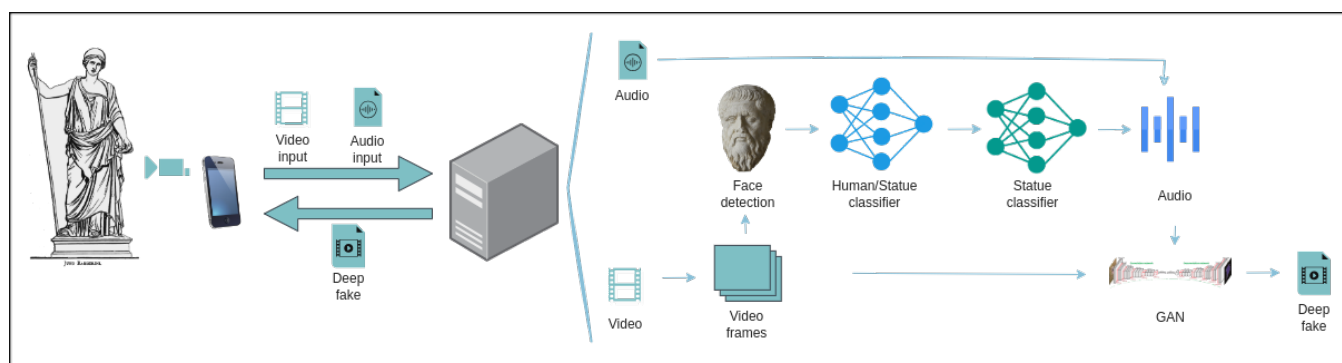 Video
input
Audio
input
Deep
fake
Audio
Face
detection
Human/Statue
classifier
Statue
classifier
Audio
Video
Video
frames
GAN
Deep
fake